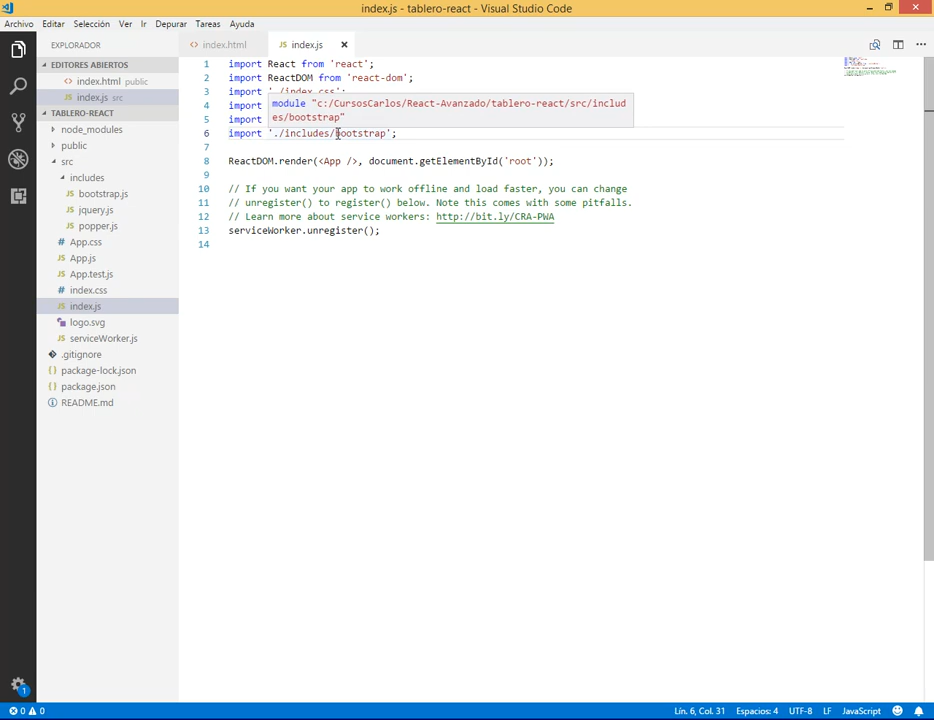 index.js - tablero-react - Visual Studio Code
Archivo Editar Selección Ver Ir Depurar Tareas Ayuda
EXPLORADOR
EDITORES ABIERTOS
index.html public
index.js src
TABLERO-REACT
node_modules
public
src
includes
bootstrap.js
jquery.js
popper.js
App.css
App.js
App.test.js
index.css
index.js
logo.svg
serviceWorker.js
.gitignore
package-lock.json
package.json
README.md
index.html index.js
1 import React from 'react';
2 import ReactDOM from 'react-dom';
3 import './index.css';
4 import
5 import
module "c:/CursosCarlos/React-Avanzado/tablero-react/src/includ
es/bootstrap"
6 import './includes/bootstrap';
7
8 ReactDOM.render(<App />, document.getElementById('root'));
9
10 // If you want your app to work offline and load faster, you can change
11 // unregister() to register() below. Note this comes with some pitfalls.
12 // Learn more about service workers: http://bit.ly/CRA-PWA
13 serviceWorker.unregister();
14
1
0 0 Lín. 6, Col. 31 Espacios: 4 UTF-8 LF JavaScript